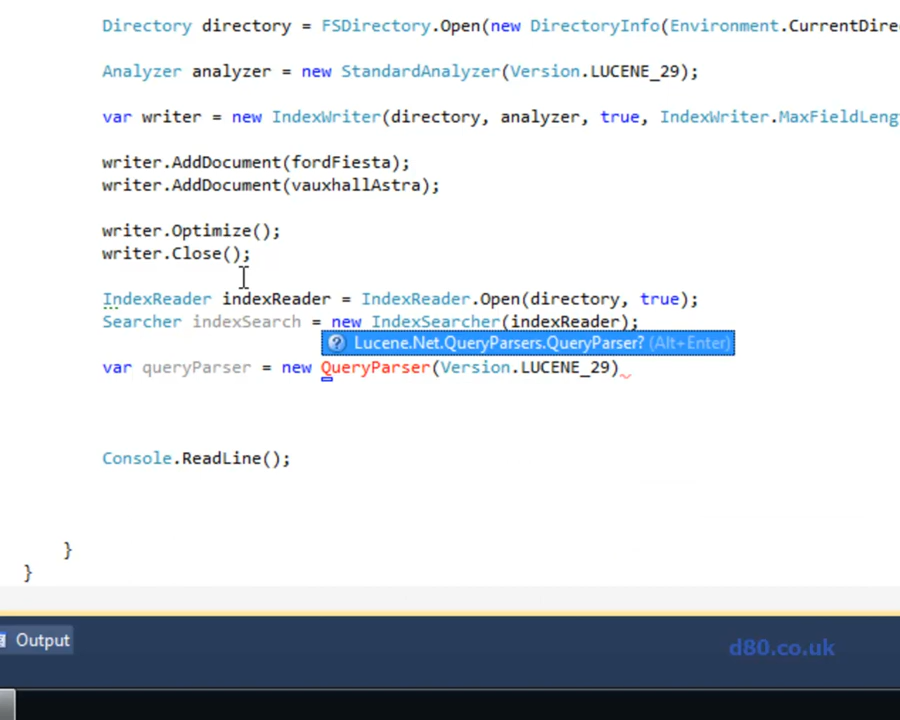 Directory directory = FSDirectory.Open(new DirectoryInfo(Environment.CurrentDire
Analyzer analyzer = new StandardAnalyzer(Version.LUCENE_29);
var writer = new IndexWriter(directory, analyzer, true, IndexWriter.MaxFieldLeng
writer.AddDocument(fordFiesta);
writer.AddDocument(vauxhallAstra);
writer.Optimize();
writer.Close();
IndexReader indexReader = IndexReader.Open(directory, true);
Searcher indexSearch = new IndexSearcher(indexReader);
Lucene.Net.QueryParsers.QueryParser? (Alt+Enter)
var queryParser = new QueryParser(Version.LUCENE_29)
Console.ReadLine();
}
}
Output
d80.co.uk